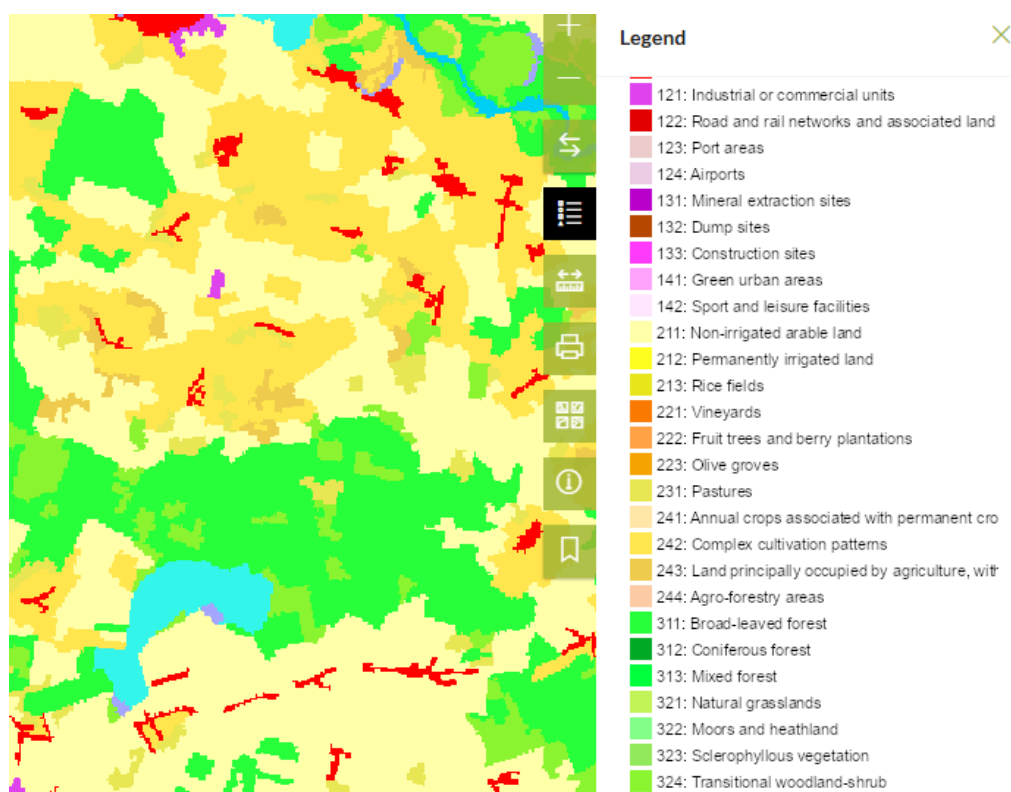 Legend
121: Industrial or commercial units
122: Road and rail networks and associated land
123: Port areas
124: Airports
131: Mineral extraction sites
132: Dump sites
133: Construction sites
141: Green urban areas
142: Sport and leisure facilities
211: Non-irrigated arable land
212: Permanently irrigated land
213: Rice fields
221: Vineyards
222: Fruit trees and berry plantations
223: Olive groves
231: Pastures
241: Annual crops associated with permanent cro
242: Complex cultivation patterns
243: Land principally occupied by agriculture, with
244: Agro-forestry areas
311: Broad-leaved forest
312: Coniferous forest
313: Mixed forest
321: Natural grasslands
322: Moors and heathland
323: Sclerophyllous vegetation
324: Transitional woodland-shrub